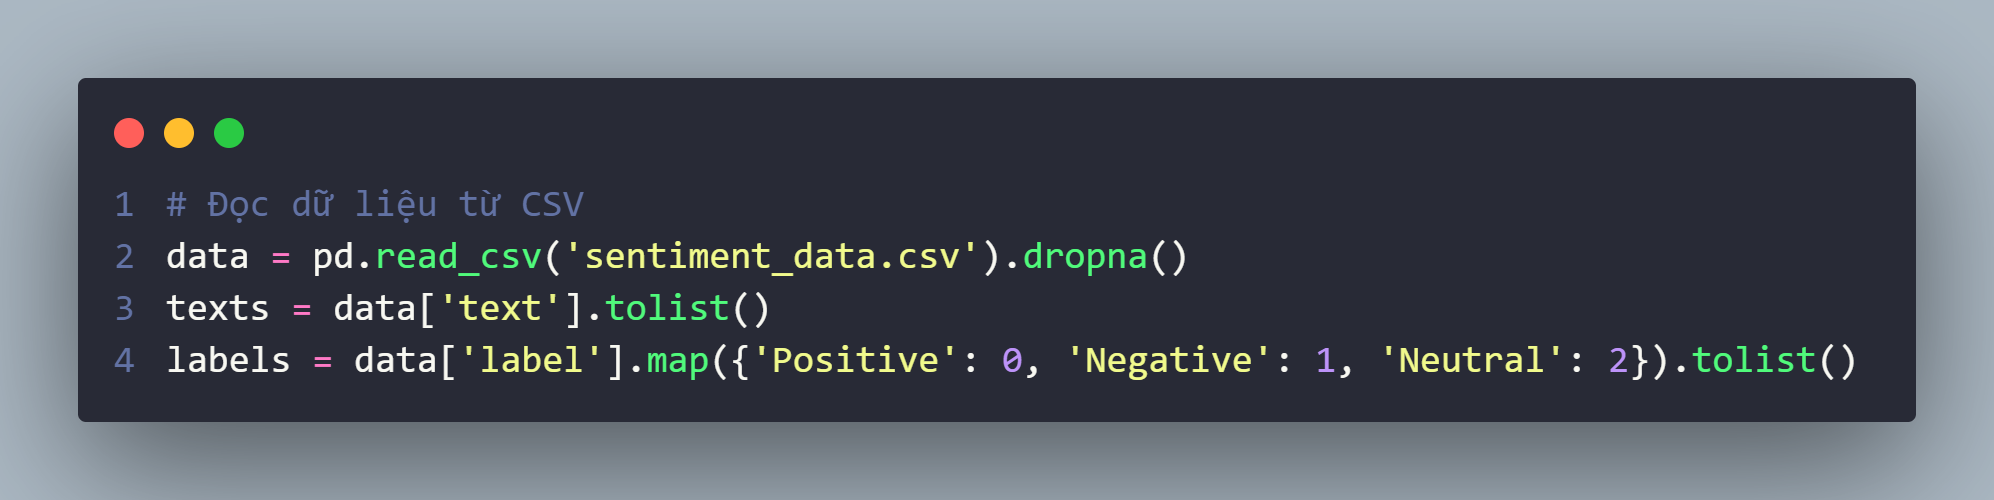 1 # Đọc dữ liệu từ CSV
2 data = pd.read_csv('sentiment_data.csv').dropna()
3 texts = data['text'].tolist()
4 labels = data['label'].map({'Positive': 0, 'Negative': 1, 'Neutral': 2}).tolist()